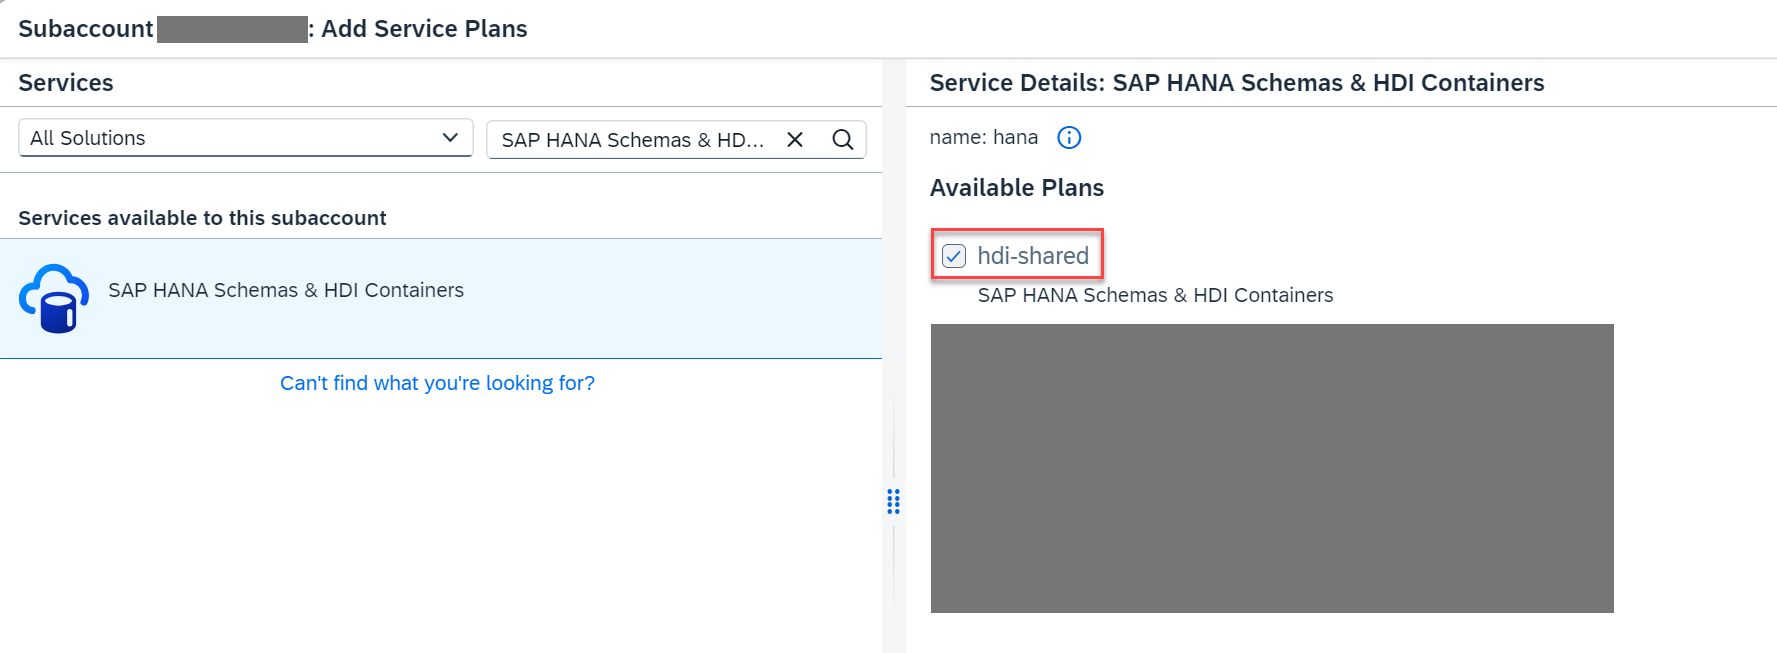 Subaccount : Add Service Plans
Services
All Solutions
SAP HANA Schemas & HD...
Services available to this subaccount
SAP HANA Schemas & HDI Containers
Can't find what you're looking for?
Service Details: SAP HANA Schemas & HDI Containers
name: hana
Available Plans
hdi-shared
SAP HANA Schemas & HDI Containers